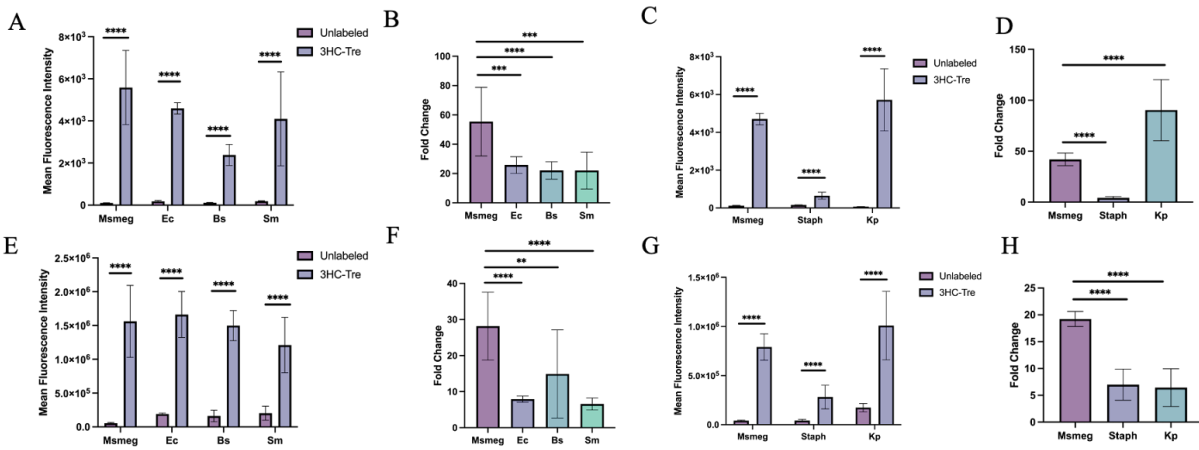 A
Mean Fluorescence Intensity
8×10³
6×10³
4×10³
2×10³
0
****
****
****
****
Msmeg Ec Bs Sm
Unlabeled
3HC-Tre
B
Fold Change
100
80
60
40
20
0
***
****
***
Msmeg Ec Bs Sm
C
Mean Fluorescence Intensity
8×10³
6×10³
4×10³
2×10³
0
****
****
****
Msmeg Staph Kp
Unlabeled
3HC-Tre
D
Fold Change
150
100
50
0
****
****
Msmeg Staph Kp
E
Mean Fluorescence Intensity
2.5×10⁶
2.0×10⁶
1.5×10⁶
1.0×10⁶
5.0×10⁵
0.0
****
****
****
****
Msmeg Ec Bs Sm
Unlabeled
3HC-Tre
F
Fold Change
40
30
20
10
0
****
**
****
Msmeg Ec Bs Sm
G
Mean Fluorescence Intensity
1.5×10⁶
1.0×10⁶
5.0×10⁵
0.0
****
****
****
Msmeg Staph Kp
Unlabeled
3HC-Tre
H
Fold Change
25
20
15
10
5
0
****
****
Msmeg Staph Kp